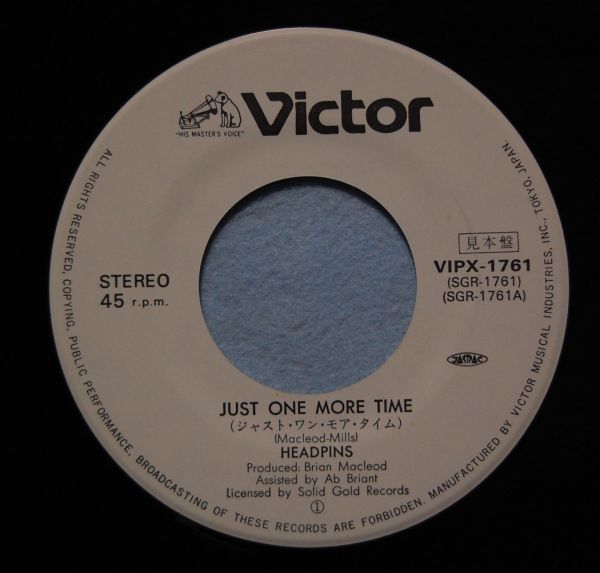 Victor
"HIS MASTER'S VOICE"
見本盤
VIPX-1761
(SGR-1761)
(SGR-1761A)
STEREO
45 r.p.m.
JASRAC
JUST ONE MORE TIME
(ジャスト・ワン・モア・タイム)
(Macleod-Mills)
HEADPINS
Produced: Brian Macleod
Assisted by Ab Briant
Licensed by Solid Gold Records
①
ALL RIGHTS RESERVED, COPYING, PUBLIC PERFORMANCE, BROADCASTING OF THESE RECORDS ARE FORBIDDEN. MANUFACTURED BY VICTOR MUSICAL INDUSTRIES, INC., TOKYO, JAPAN.